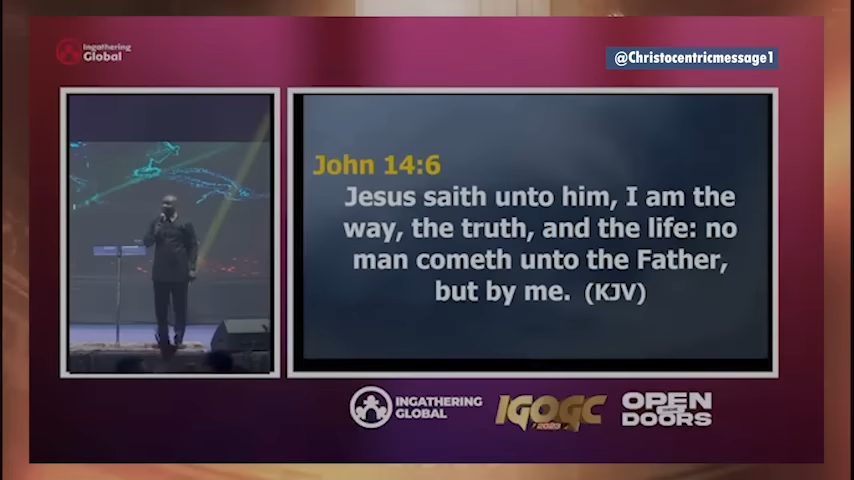 Ingathering
Global
@Christocentricmessage1
John 14:6
Jesus saith unto him, I am the
way, the truth, and the life: no
man cometh unto the Father,
but by me. (KJV)
INGATHERING
GLOBAL
IGOGC
2023
OPEN
DOORS